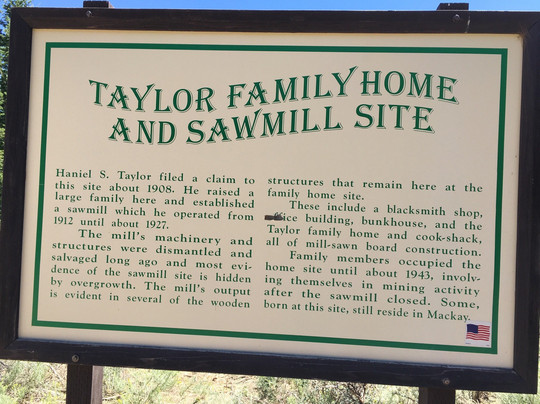 TAYLOR FAMILY HOME
AND SAWMILL SITE
Haniel S. Taylor filed a claim to
this site about 1908. He raised a
large family here and established
a sawmill which he operated from
1912 until about 1927.
The mill's machinery and
structures were dismantled and
salvaged long ago and most evi-
dence of the sawmill site is hidden
by overgrowth. The mill's output
is evident in several of the wooden
structures that remain here at the
family home site.
These include a blacksmith shop,
building, bunkhouse, and the
Taylor family home and cook-shack,
all of mill-sawn board construction.
Family members occupied the
home site until about 1943, involv-
ing themselves in mining activity
after the sawmill closed. Some,
born at this site, still reside in Mackay.